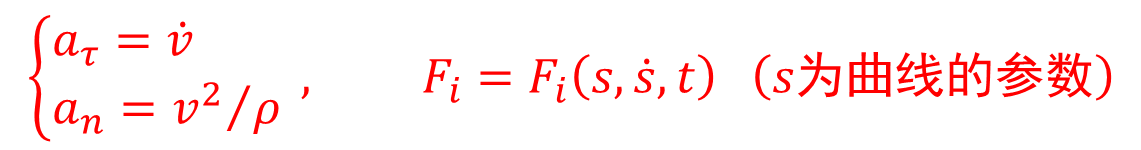 {a_τ = v̇
a_n = v²/ρ , F_i = F_i(s, ṡ, t) (s为曲线的参数)